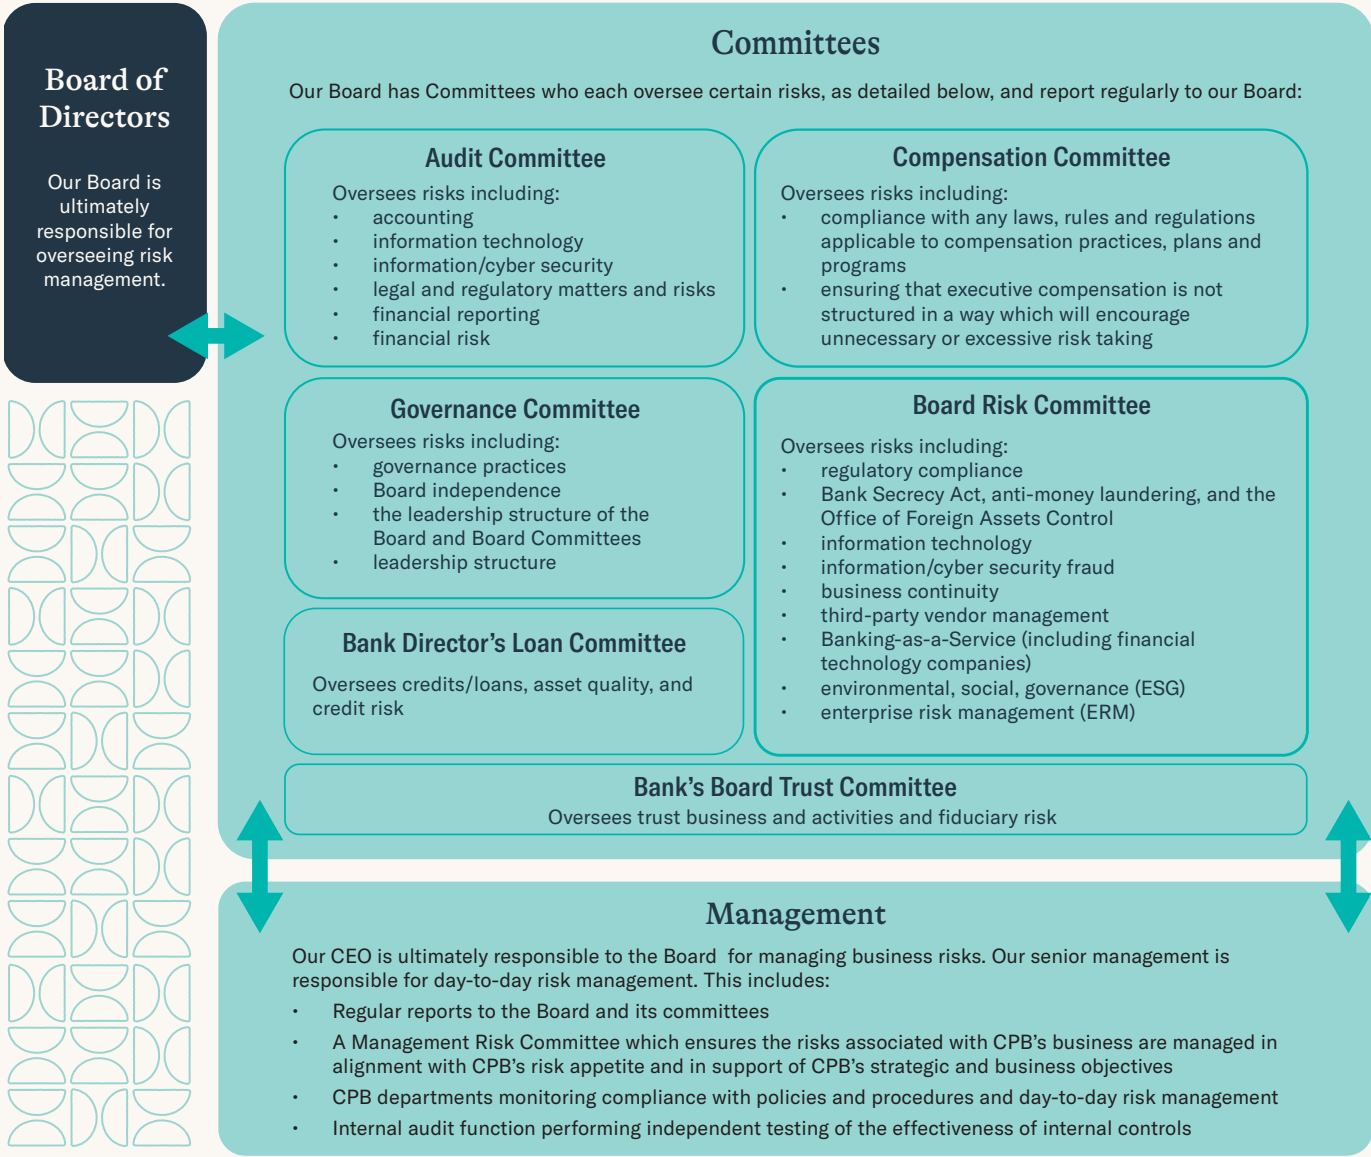 Board of
Directors
Our Board is
ultimately
responsible for
overseeing risk
management.
Committees
Our Board has Committees who each oversee certain risks, as detailed below, and report regularly to our Board:
Audit Committee
Oversees risks including:
• accounting
• information technology
• information/cyber security
• legal and regulatory matters and risks
• financial reporting
• financial risk
Compensation Committee
Oversees risks including:
• compliance with any laws, rules and regulations
applicable to compensation practices, plans and
programs
• ensuring that executive compensation is not
structured in a way which will encourage
unnecessary or excessive risk taking
Governance Committee
Oversees risks including:
• governance practices
• Board independence
• the leadership structure of the
Board and Board Committees
• leadership structure
Board Risk Committee
Oversees risks including:
• regulatory compliance
• Bank Secrecy Act, anti-money laundering, and the
Office of Foreign Assets Control
• information technology
• information/cyber security fraud
• business continuity
• third-party vendor management
• Banking-as-a-Service (including financial
technology companies)
• environmental, social, governance (ESG)
• enterprise risk management (ERM)
Bank Director’s Loan Committee
Oversees credits/loans, asset quality, and
credit risk
Bank’s Board Trust Committee
Oversees trust business and activities and fiduciary risk
Management
Our CEO is ultimately responsible to the Board for managing business risks. Our senior management is
responsible for day-to-day risk management. This includes:
• Regular reports to the Board and its committees
• A Management Risk Committee which ensures the risks associated with CPB’s business are managed in
alignment with CPB’s risk appetite and in support of CPB’s strategic and business objectives
• CPB departments monitoring compliance with policies and procedures and day-to-day risk management
• Internal audit function performing independent testing of the effectiveness of internal controls